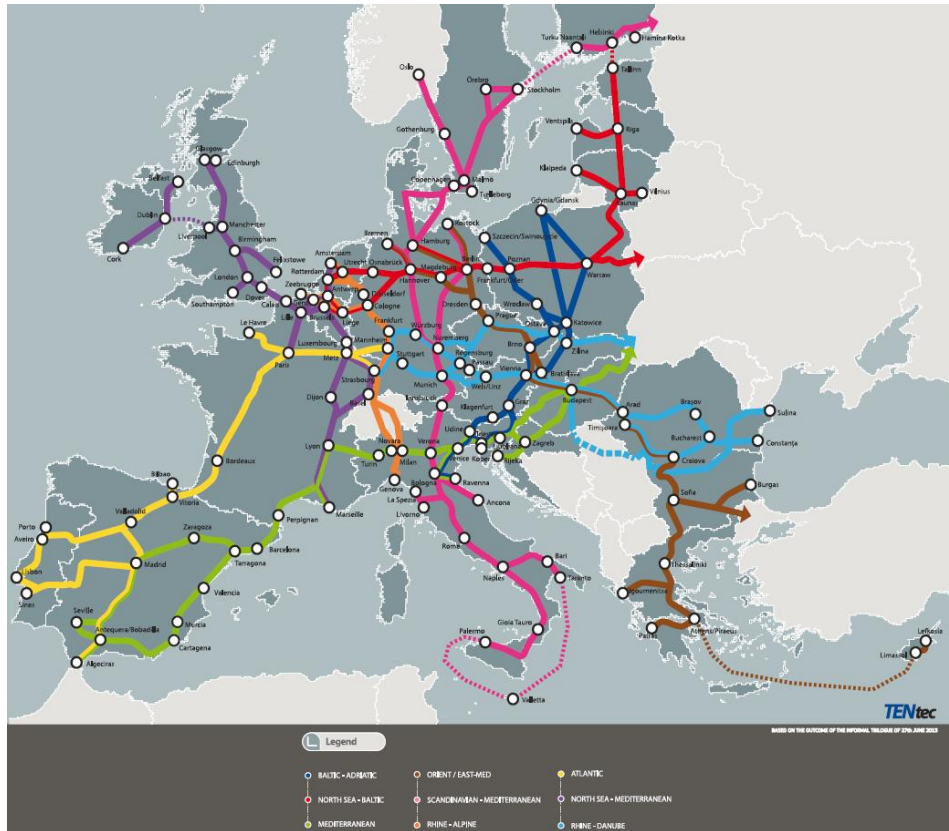 Turku Naantali
Helsinki
Hamina Kotka
Oslo
Örebro
Stockholm
Tallinn
Gothenburg
Ventspils
Riga
Glasgow
Edinburgh
Klaipeda
Copenhagen
Malmö
Trelleborg
Vilnius
Kaunas
Belfast
Gdynia/Gdansk
Dublin
Liverpool
Manchester
Bremen
Rostock
Szczecin/Swinoujscie
Hamburg
Cork
Birmingham
Amsterdam
Felixstowe
Utrecht
Osnabrück
Magdeburg
Berlin
Poznan
Warsaw
London
Rotterdam
Hannover
Frankfurt/Oder
Zeebrugge
Antwerp
Düsseldorf
Southampton
Dover
Calais
Cologne
Dresden
Wroclaw
Brussels
Liège
Lille
Frankfurt
Prague
Katowice
Le Havre
Würzburg
Ostava
Luxembourg
Mannheim
Nuremberg
Metz
Stuttgart
Regensburg
Passau
Brno
Zilina
Paris
Strasbourg
Munich
Wels/Linz
Vienna
Bratislava
Basel
Innsbruck
Budapest
Dijon
Graz
Klagenfurt
Arad
Brașov
Sulina
Udine
Timișoara
Lyon
Novara
Verona
Zagreb
Bucharest
Constanța
Turin
Milan
Venice
Koper
Rijeka
Craiova
Bordeaux
Bologna
Ravenna
Genova
Bilbao
La Spezia
Sofia
Burgas
Vitoria
Livorno
Ancona
Marseille
Valladolid
Perpignan
Porto
Zaragoza
Aveiro
Rome
Bari
Barcelona
Madrid
Tarragona
Thessaloniki
Naples
Taranto
Lisbon
Valencia
Igoumenitsa
Sines
Seville
Murcia
Gioia Tauro
Palermo
Patras
Athens/Piraeus
Lefkosia
Antequera/Bobadilla
Cartagena
Limassol
Algeciras
Valletta
TENtec
BASED ON THE OUTCOME OF THE INFORMAL TRILOGUE OF 27th JUNE 2013
Legend
BALTIC - ADRIATIC
ORIENT / EAST-MED
ATLANTIC
NORTH SEA - BALTIC
SCANDINAVIAN - MEDITERRANEAN
NORTH SEA - MEDITERRANEAN
MEDITERRANEAN
RHINE - ALPINE
RHINE - DANUBE